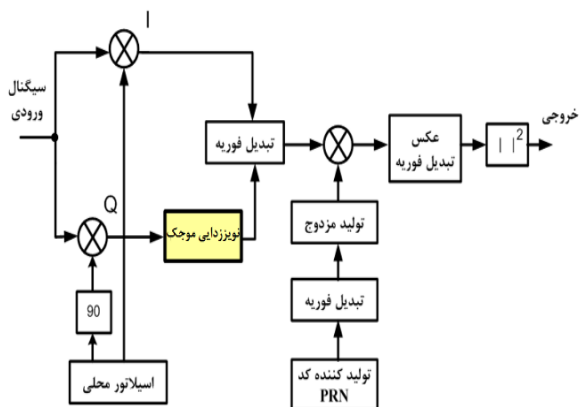 I
سیگنال
ورودی
تبدیل فوریه
عکس
تبدیل فوریه
| |²
خروجی
Q
نویززدایی موجک
تولید مزدوج
90
تبدیل فوریه
اسیلاتور محلی
تولید کننده کد
PRN